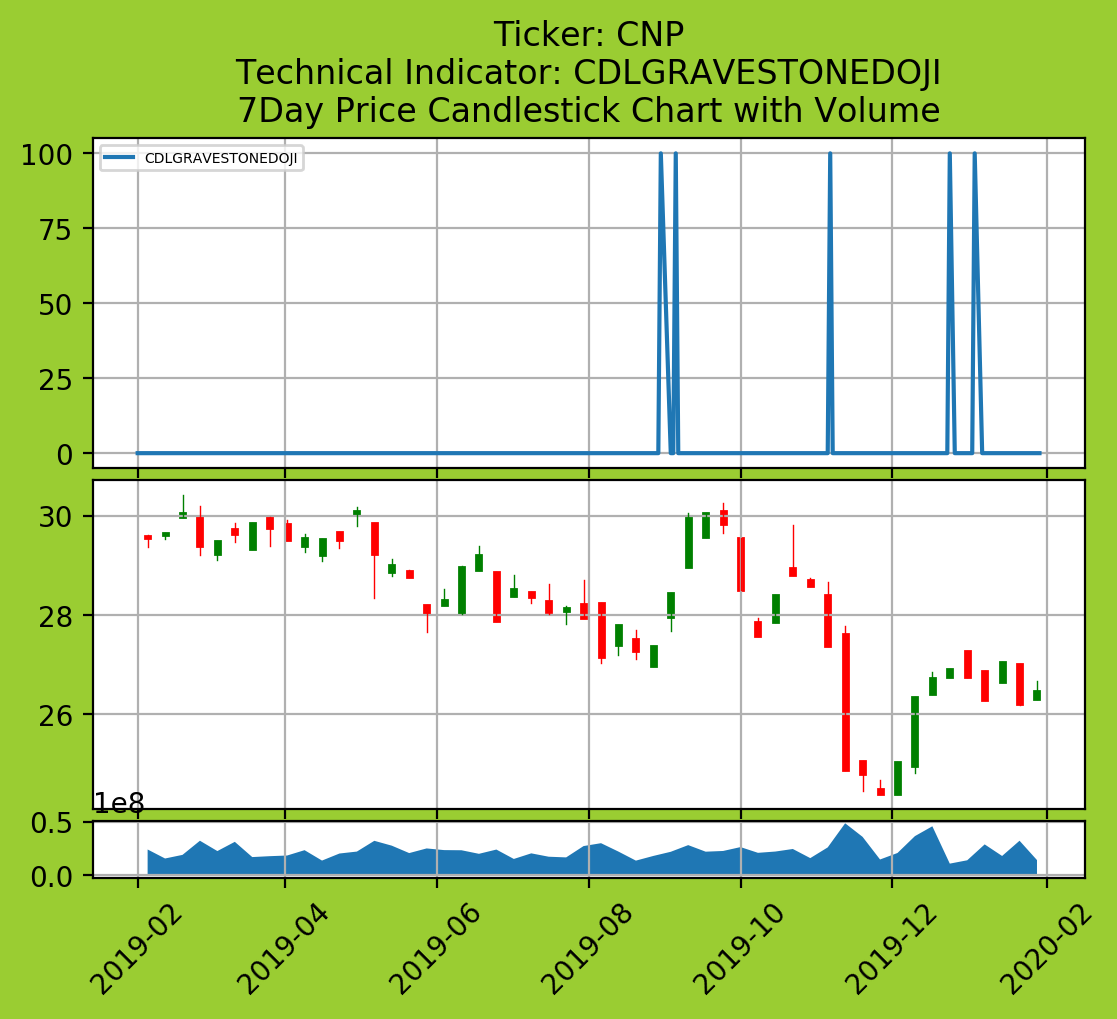 Ticker: CNP
Technical Indicator: CDLGRAVESTONEDOJI
7Day Price Candlestick Chart with Volume
100
CDLGRAVESTONEDOJI
75
50
25
0
30
28
26
1e8
0.5
0.0
2019-02 2019-04 2019-06 2019-08 2019-10 2019-12 2020-02